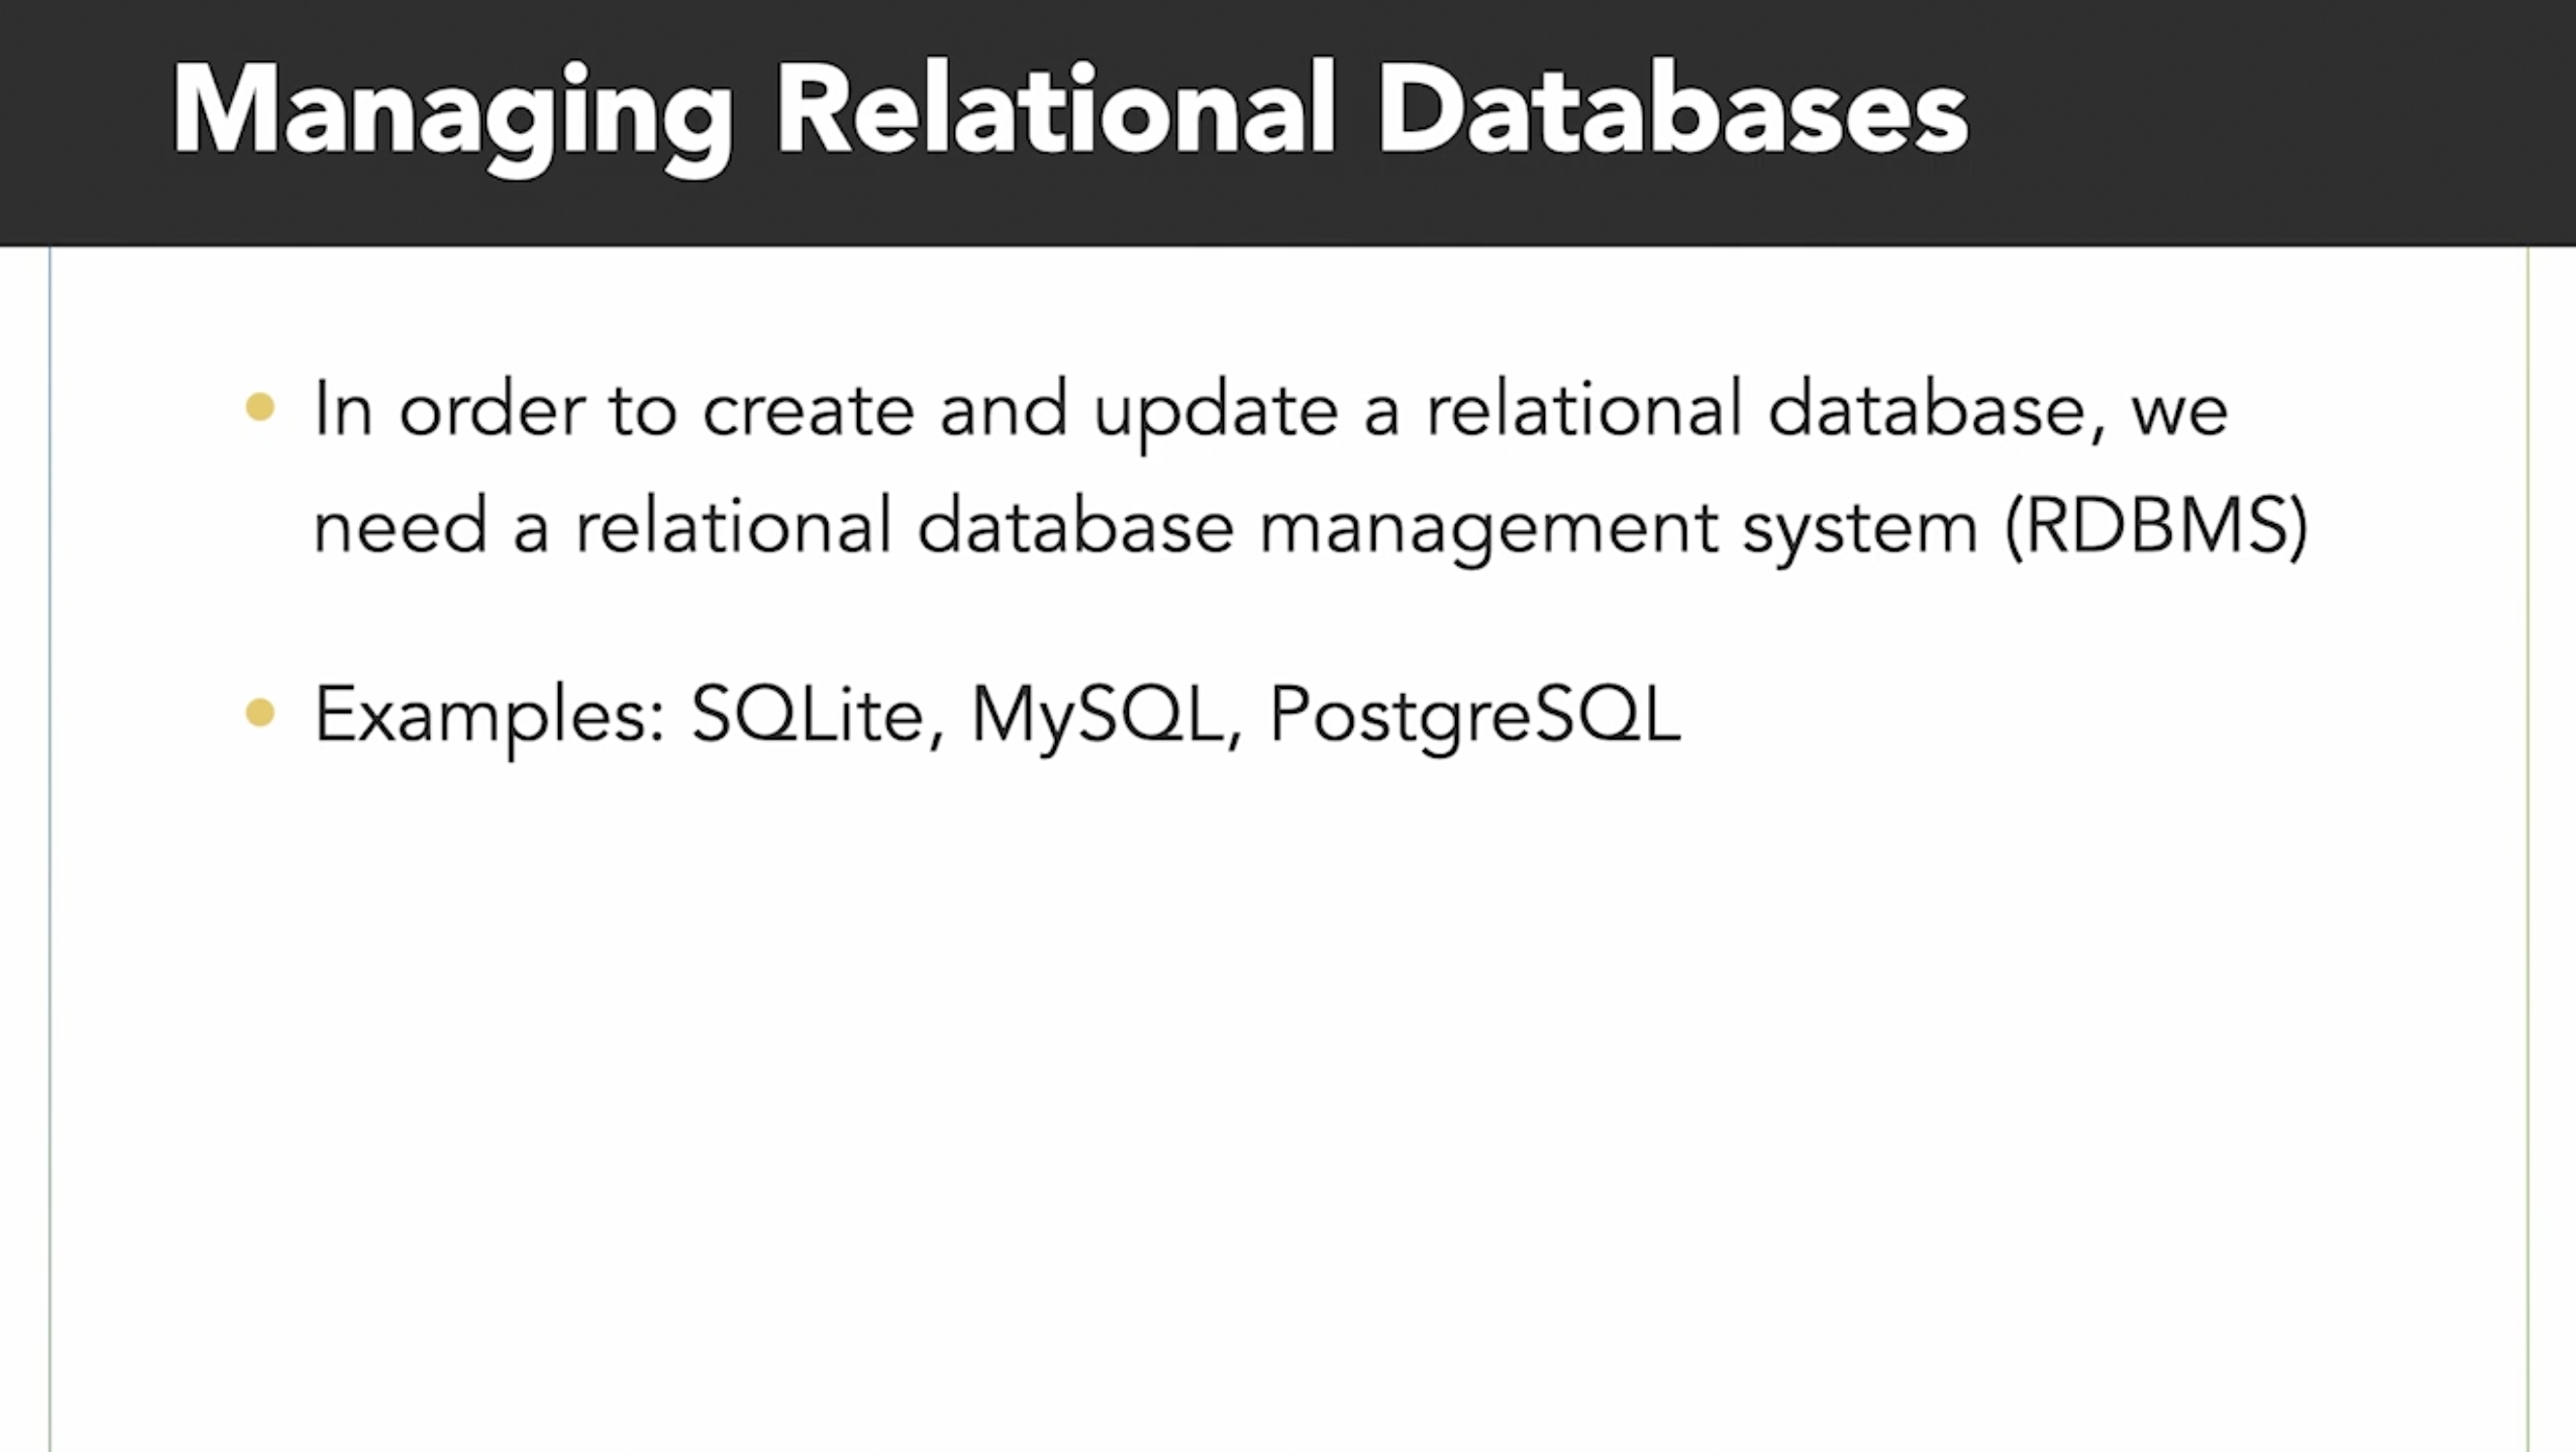 Managing Relational Databases
In order to create and update a relational database, we
need a relational database management system (RDBMS)
Examples: SQLite, MySQL, PostgreSQL